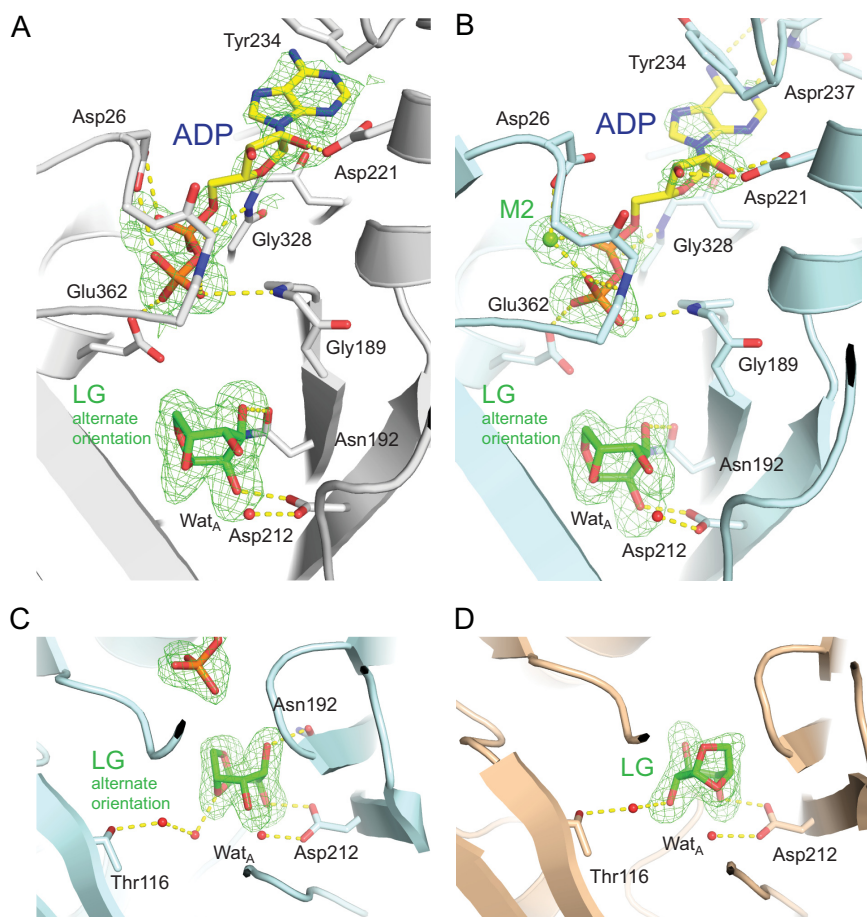 A
Tyr234
Asp26
ADP
Asp221
Gly328
Glu362
Gly189
LG
alternate
orientation
Asn192
WatA
Asp212
B
Tyr234
Asp26
ADP
Aspr237
M2
Asp221
Gly328
Glu362
Gly189
LG
alternate
orientation
Asn192
WatA
Asp212
C
Asn192
LG
alternate
orientation
WatA
Asp212
Thr116
D
LG
WatA
Asp212
Thr116